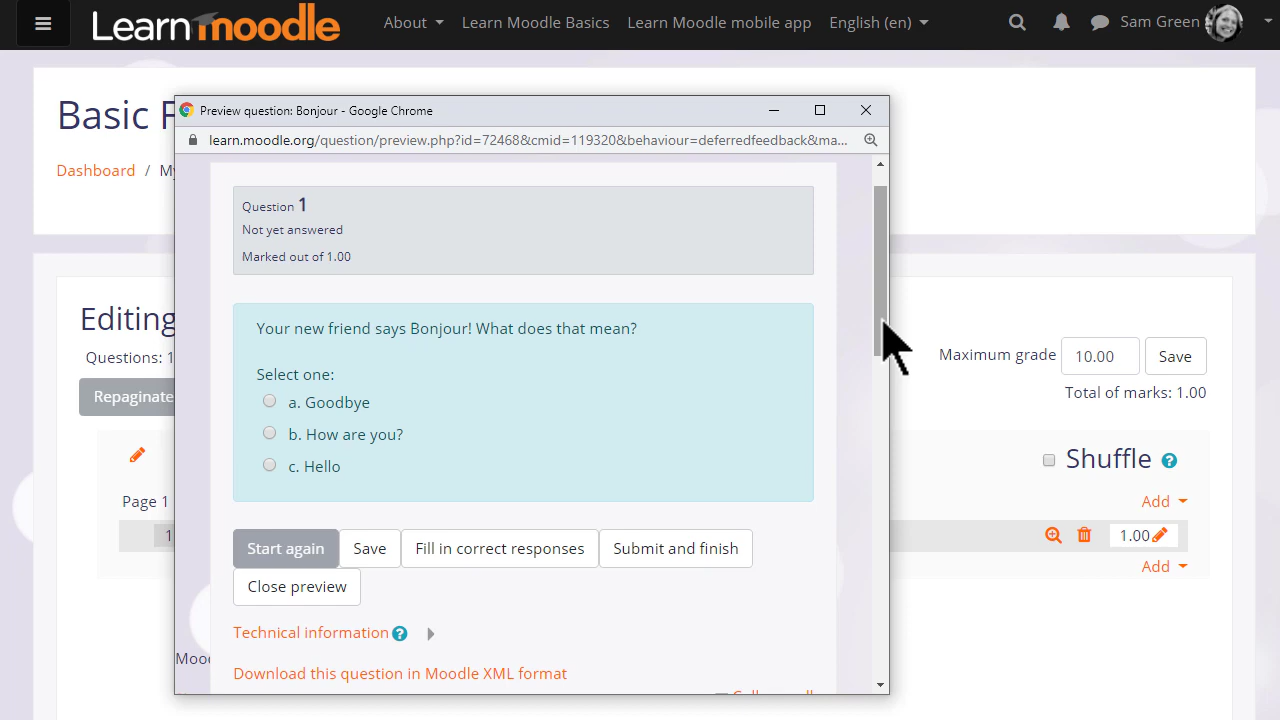 Learn moodle About Learn Moodle Basics Learn Moodle mobile app English (en) Sam Green
Basic F
Preview question: Bonjour - Google Chrome
learn.moodle.org/question/preview.php?id=72468&cmid=119320&behaviour=deferredfeedback&ma...
Dashboard / My
Question 1
Not yet answered
Marked out of 1.00
Editing
Your new friend says Bonjour! What does that mean?
Questions: 1
Maximum grade 10.00 Save
Select one:
Total of marks: 1.00
Repaginate
a. Goodbye
b. How are you?
Shuffle
c. Hello
Page 1
Add
1
1.00
Start again Save Fill in correct responses Submit and finish
Add
Close preview
Technical information
Mood
Download this question in Moodle XML format